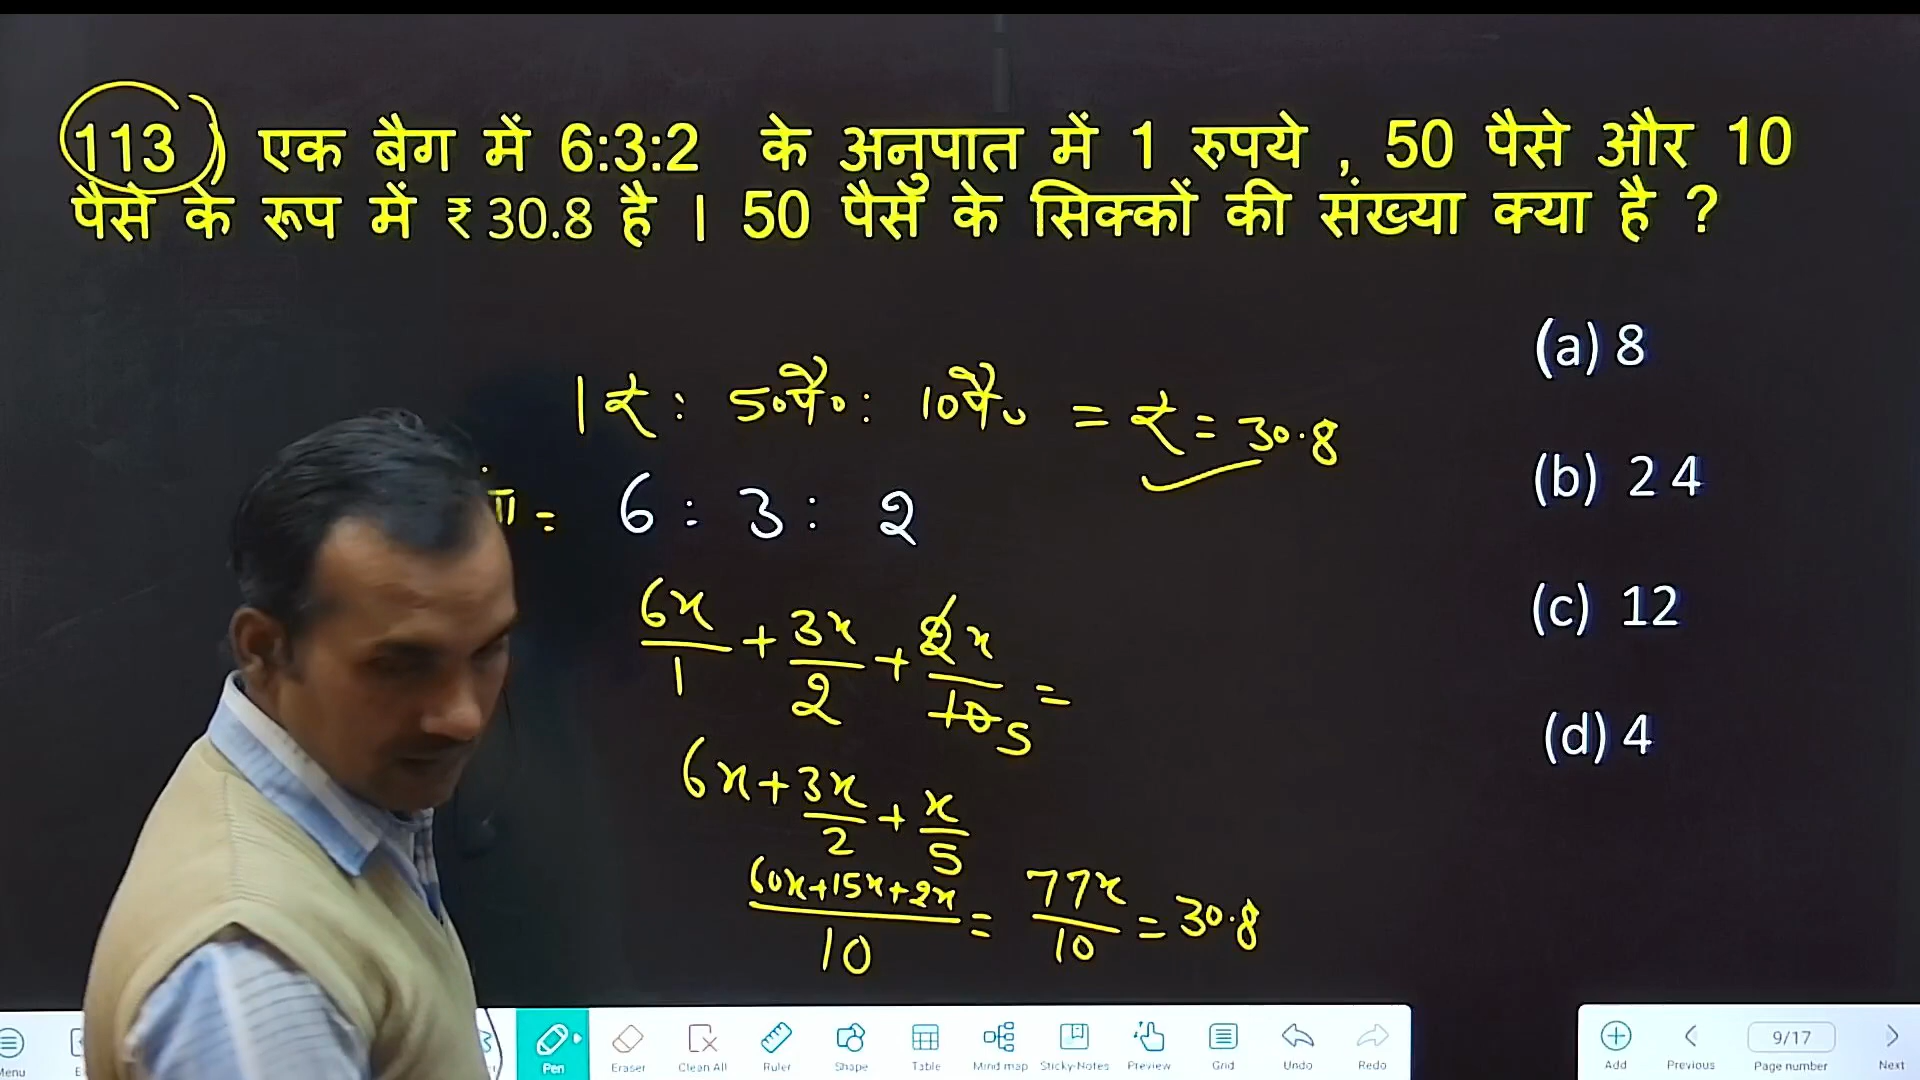 113) एक बैग में 6:3:2 के अनुपात में 1 रुपये , 50 पैसे और 10
पैसे के रूप में ₹ 30.8 है । 50 पैसे के सिक्कों की संख्या क्या है ?
(a) 8
1₹ : 50पै० : 10पै० = ₹ = 30.8
(b) 24
= 6 : 3 : 2
(c) 12
6x/1 + 3x/2 + 2x/10 5 =
(d) 4
6x + 3x/2 + x/5
60x+15x+2x/10 = 77x/10 = 30.8
Menu Pen Eraser Clean All Ruler Shape Table Mind map Sticky-Notes Preview Grid Undo Redo Add Previous 9/17 Page number Next